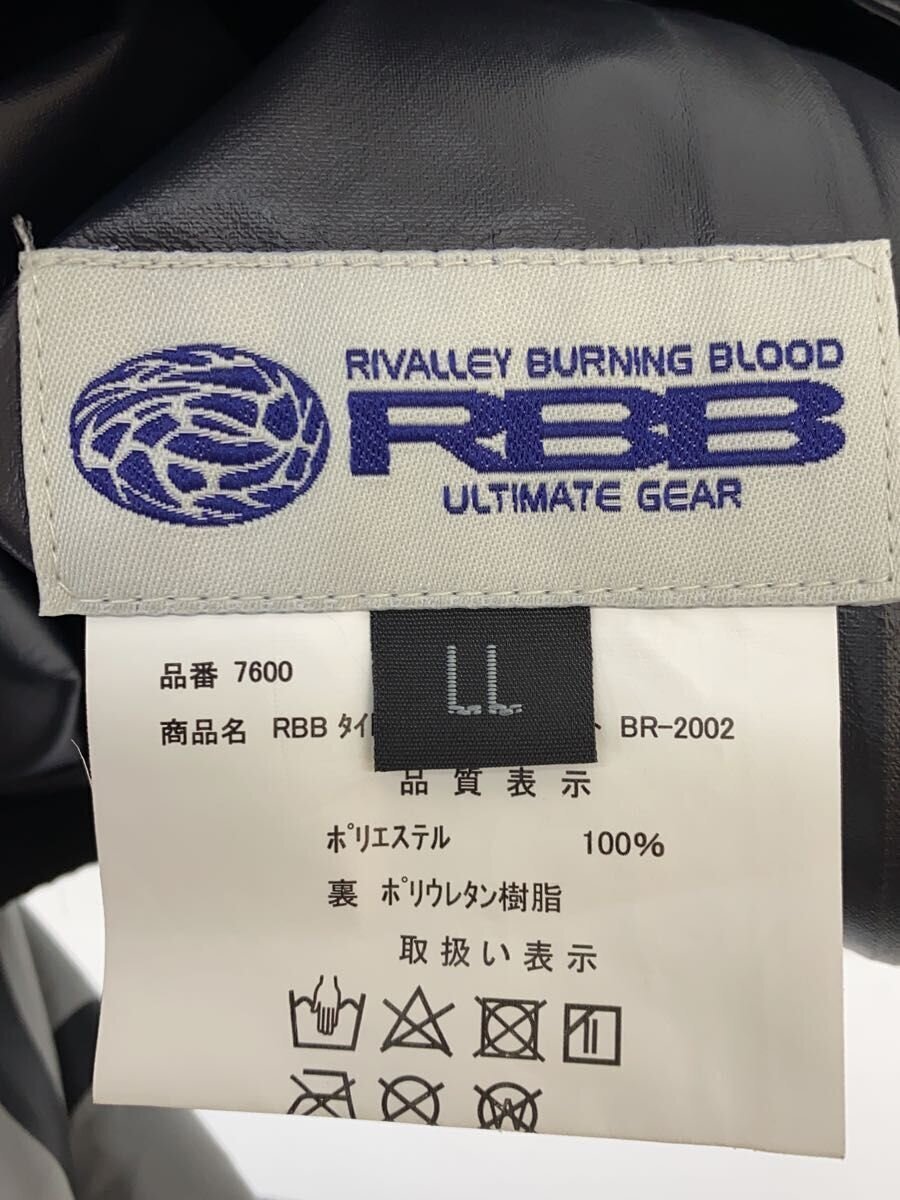 RIVALLEY BURNING BLOOD
RBB
ULTIMATE GEAR
LL
品番 7600
商品名 RBB タイ ト BR-2002
品質表示
ポリエステル 100%
裏 ポリウレタン樹脂
取扱い表示
W